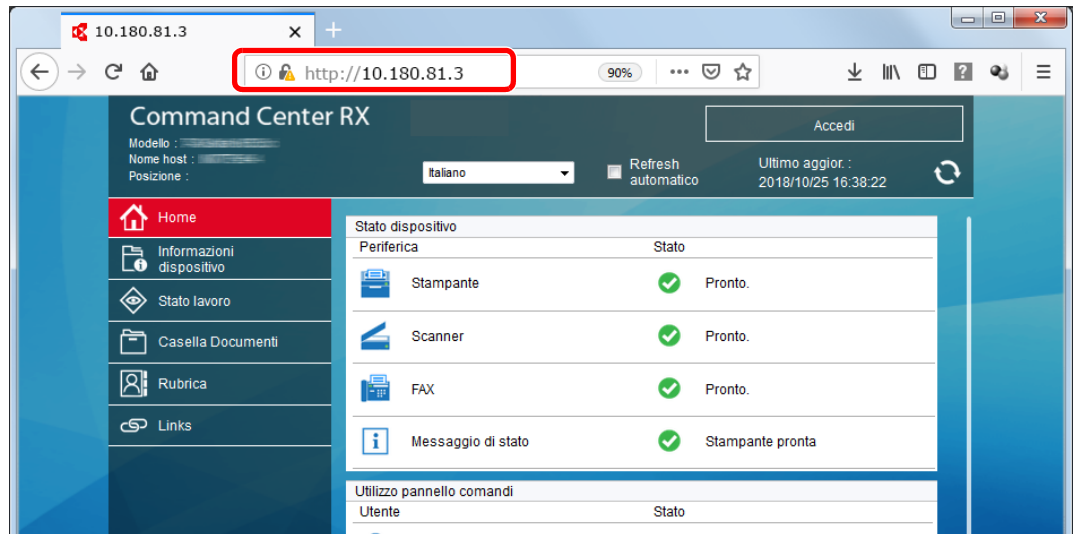 10.180.81.3
http://10.180.81.3
90%
Command Center RX
Modello :
Nome host :
Posizione :
Accedi
Italiano
Refresh
automatico
Ultimo aggior. :
2018/10/25 16:38:22
Home
Informazioni
dispositivo
Stato lavoro
Casella Documenti
Rubrica
Links
Stato dispositivo
Periferica Stato
Stampante Pronto.
Scanner Pronto.
FAX Pronto.
Messaggio di stato Stampante pronta
Utilizzo pannello comandi
Utente Stato